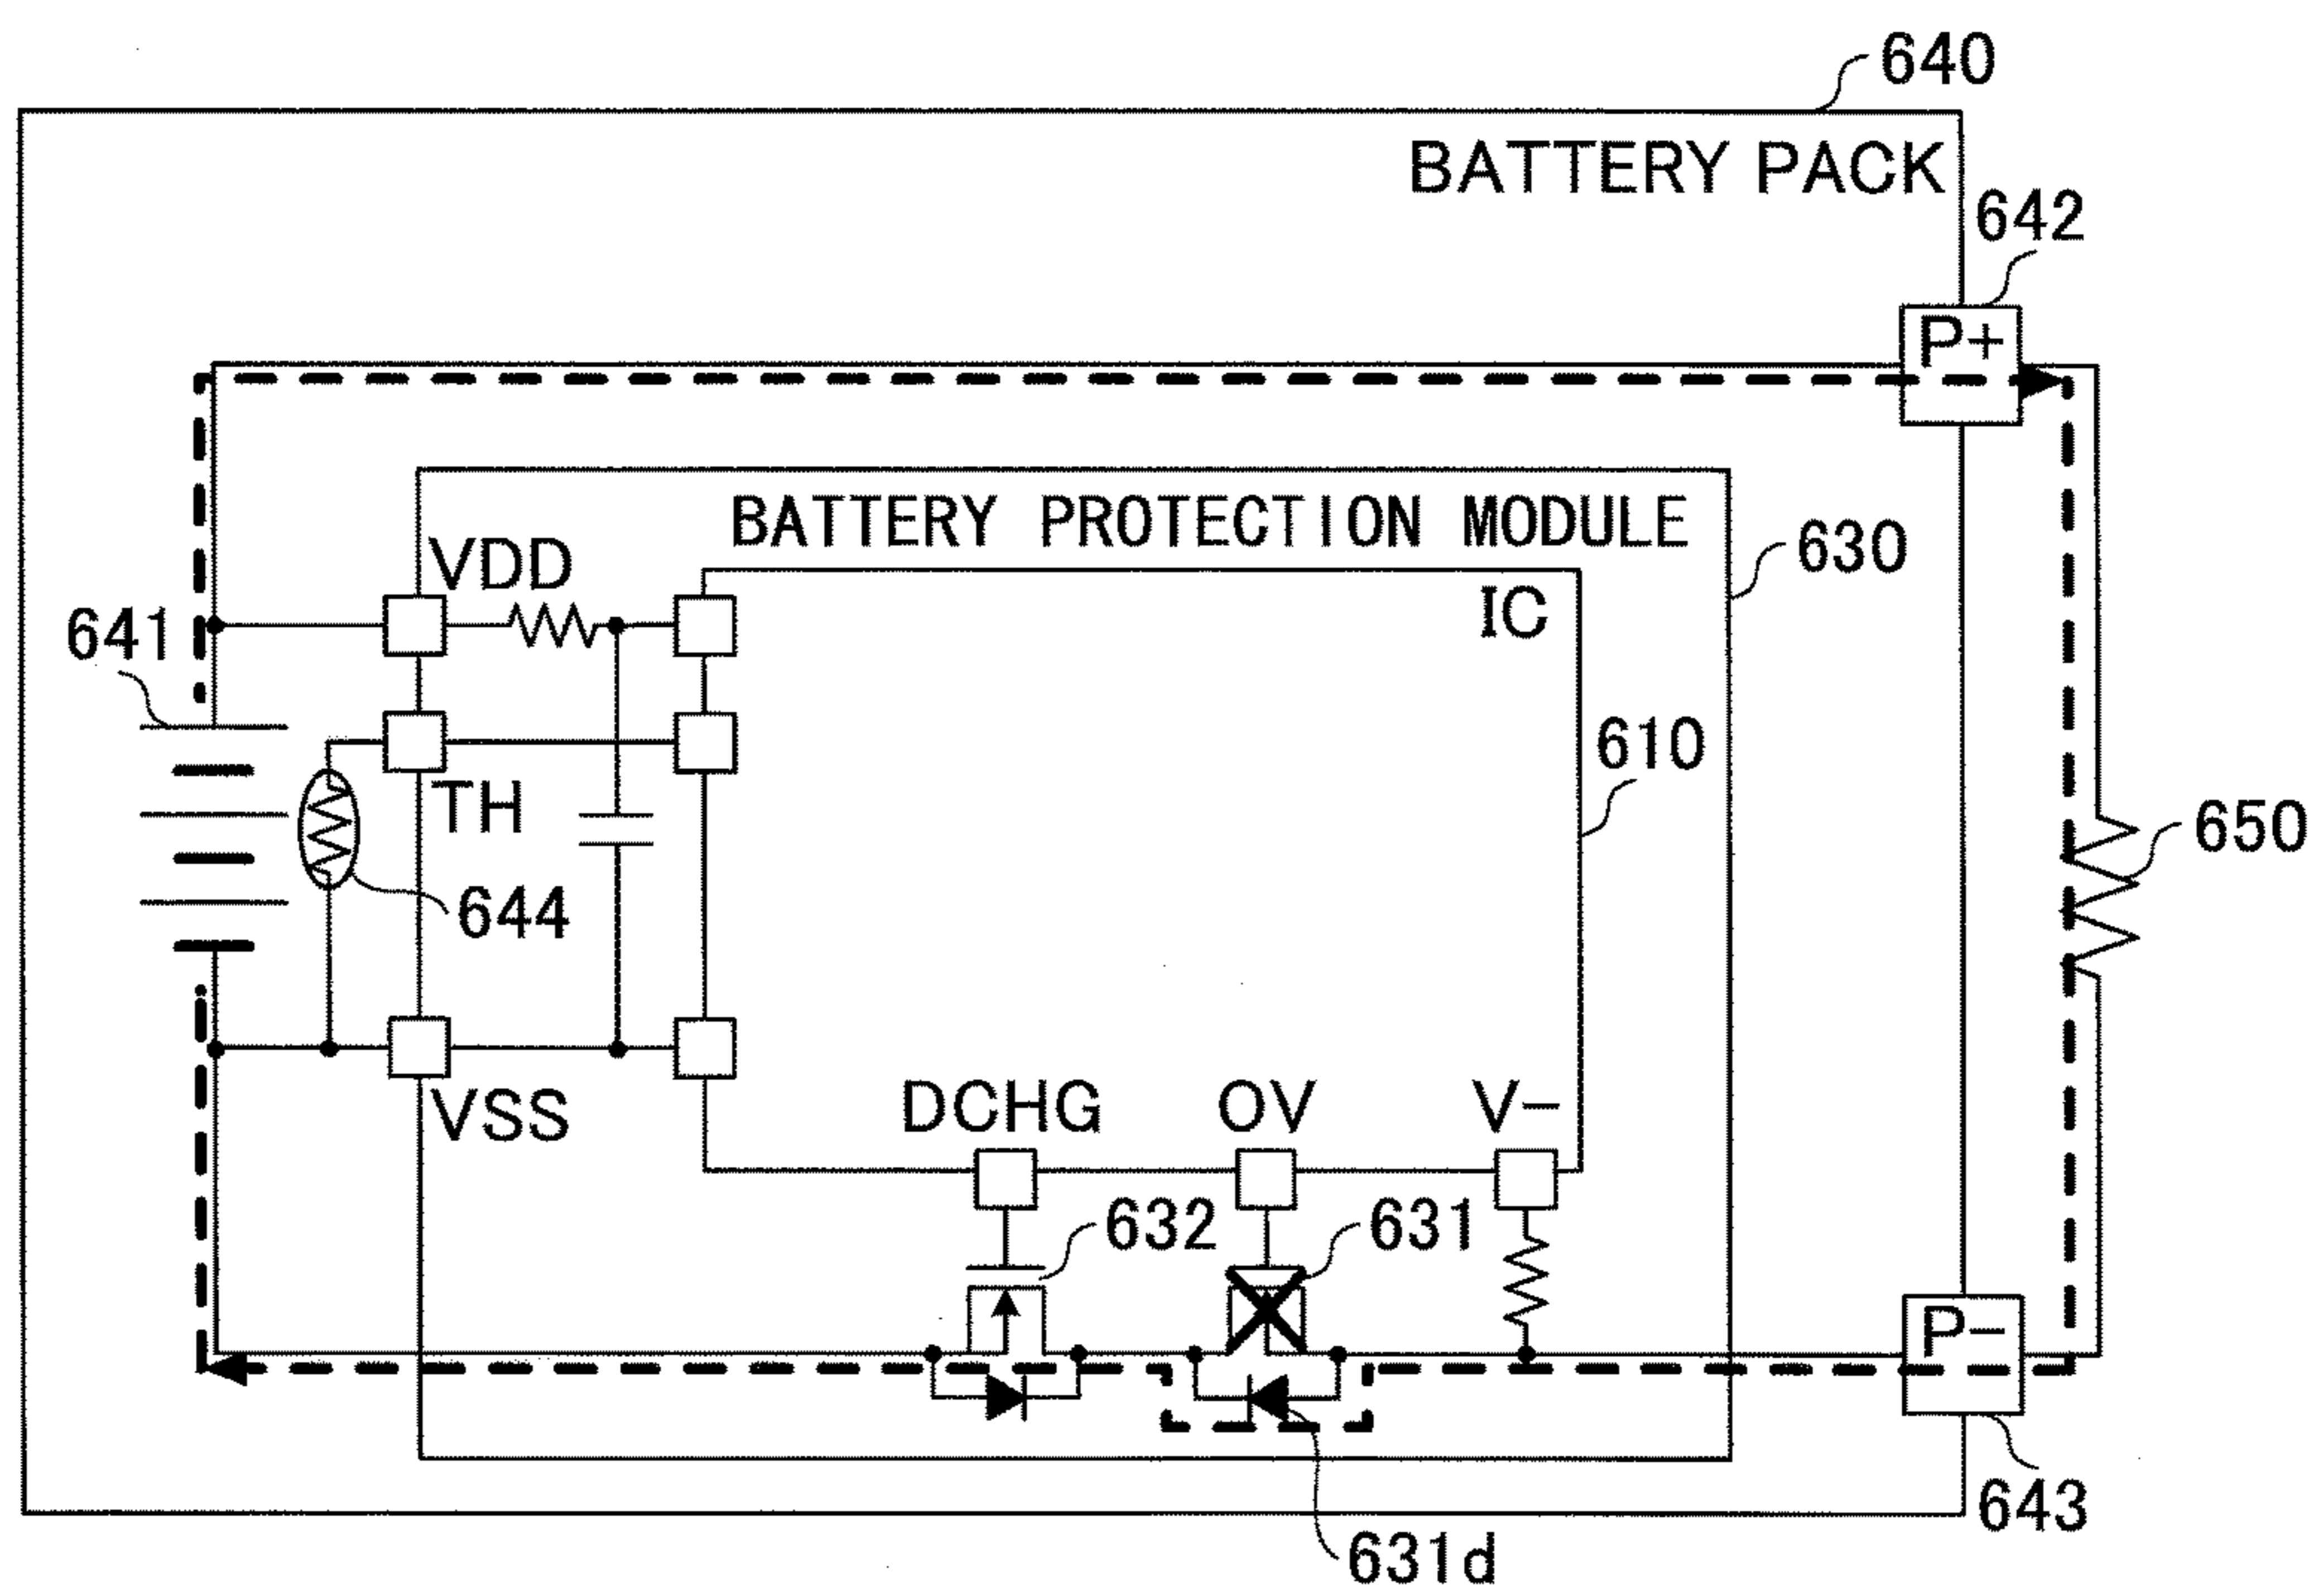 640
BATTERY PACK
642
P+
BATTERY PROTECTION MODULE
630
VDD
IC
641
610
TH
650
644
DCHG
OV
V-
VSS
632
631
P-
643
631d